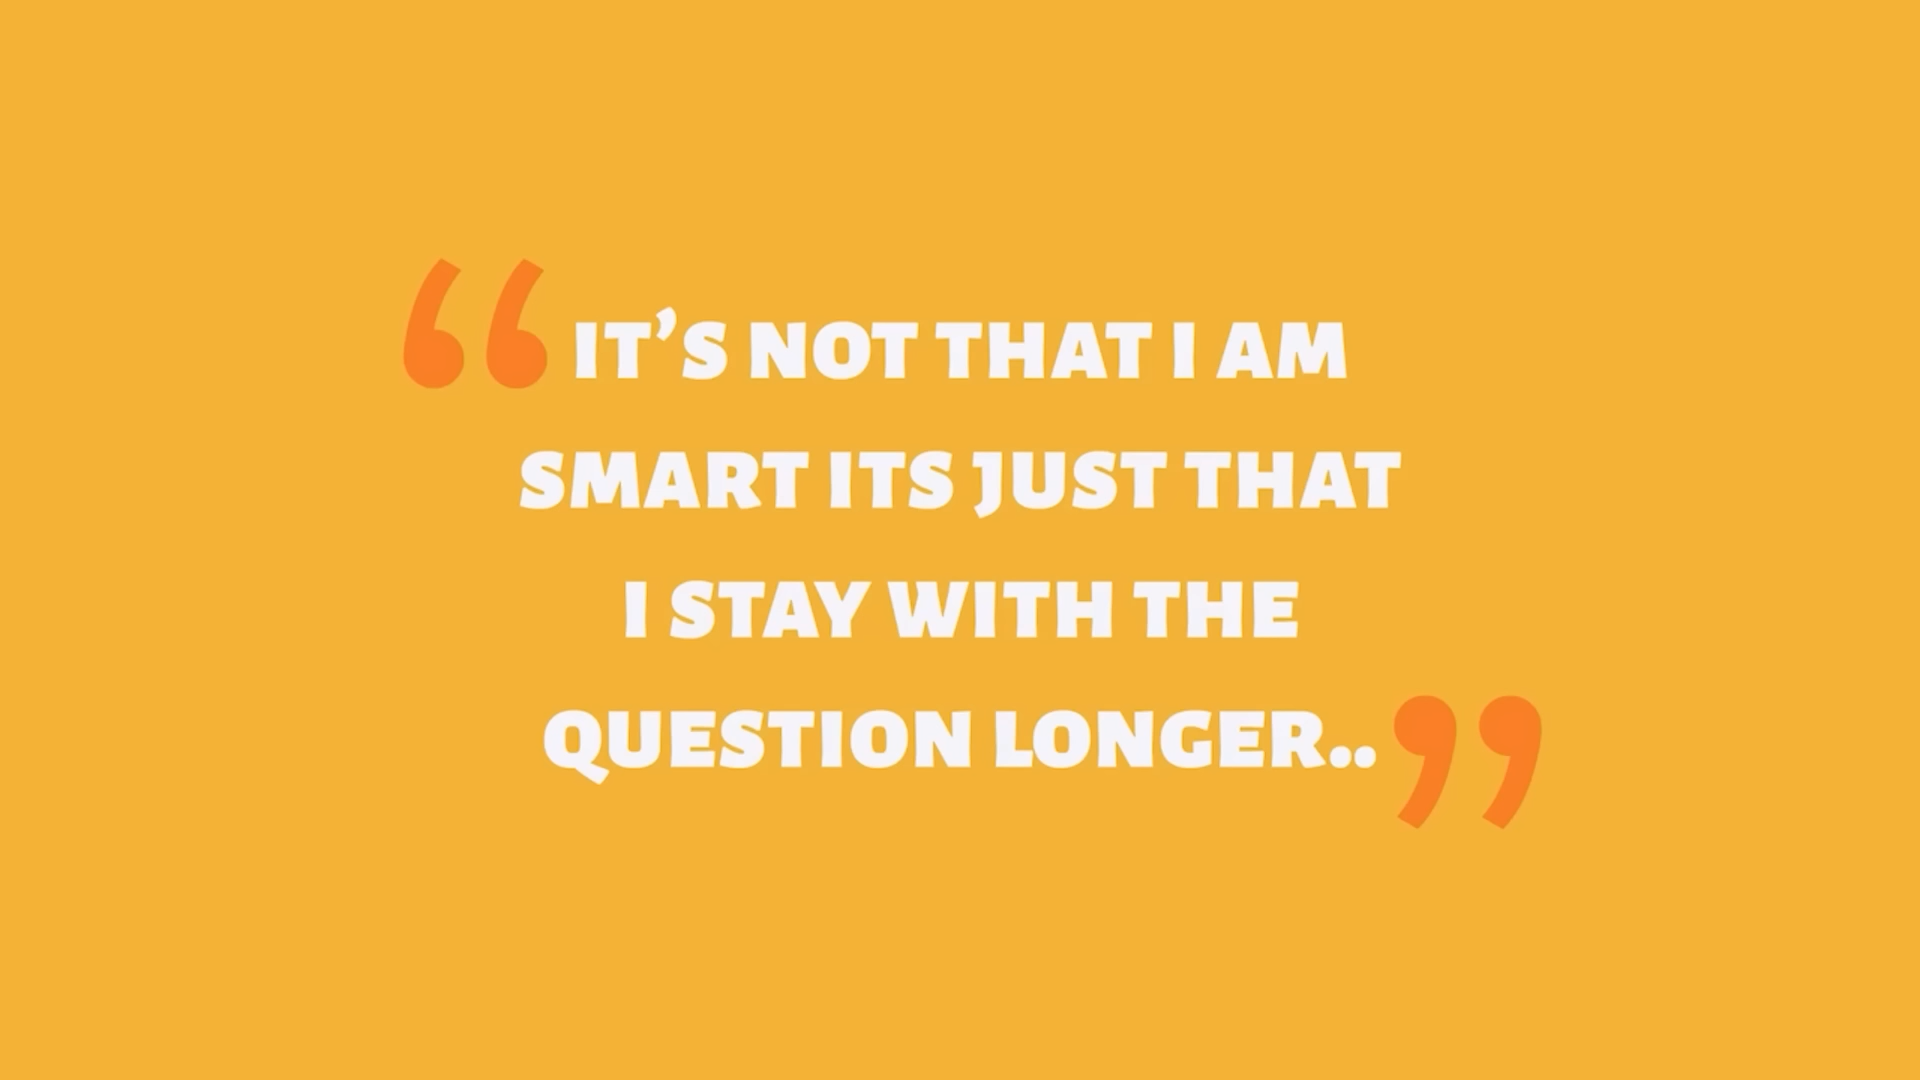 “IT’S NOT THAT I AM
SMART ITS JUST THAT
I STAY WITH THE
QUESTION LONGER..”